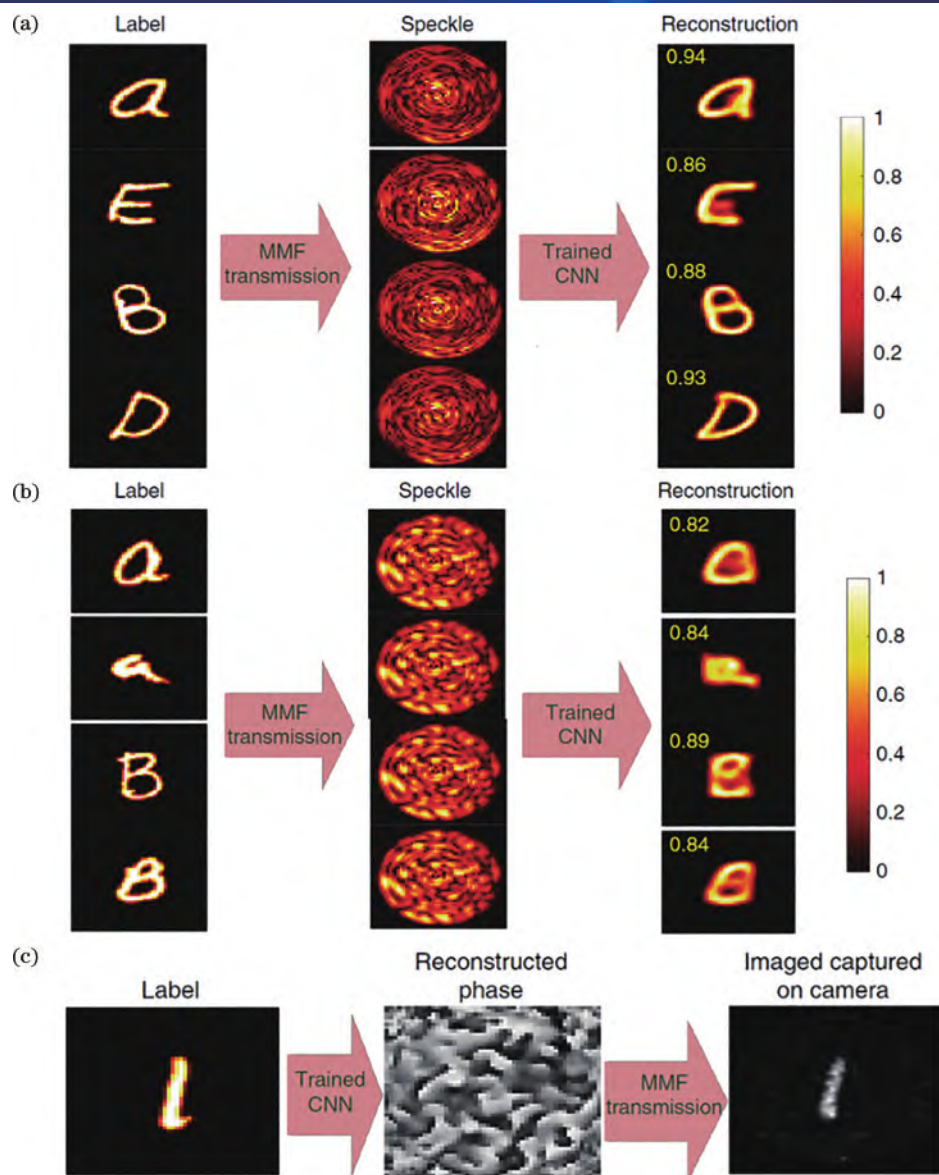 (a)
Label Speckle Reconstruction
a
0.94
E
0.86
B
0.88
D
0.93
MMF
transmission
Trained
CNN
1
0.8
0.6
0.4
0.2
0
(b)
Label Speckle Reconstruction
a
0.82
a
0.84
B
0.89
B
0.84
MMF
transmission
Trained
CNN
1
0.8
0.6
0.4
0.2
0
(c)
Label
Reconstructed
phase
Imaged captured
on camera
Trained
CNN
MMF
transmission